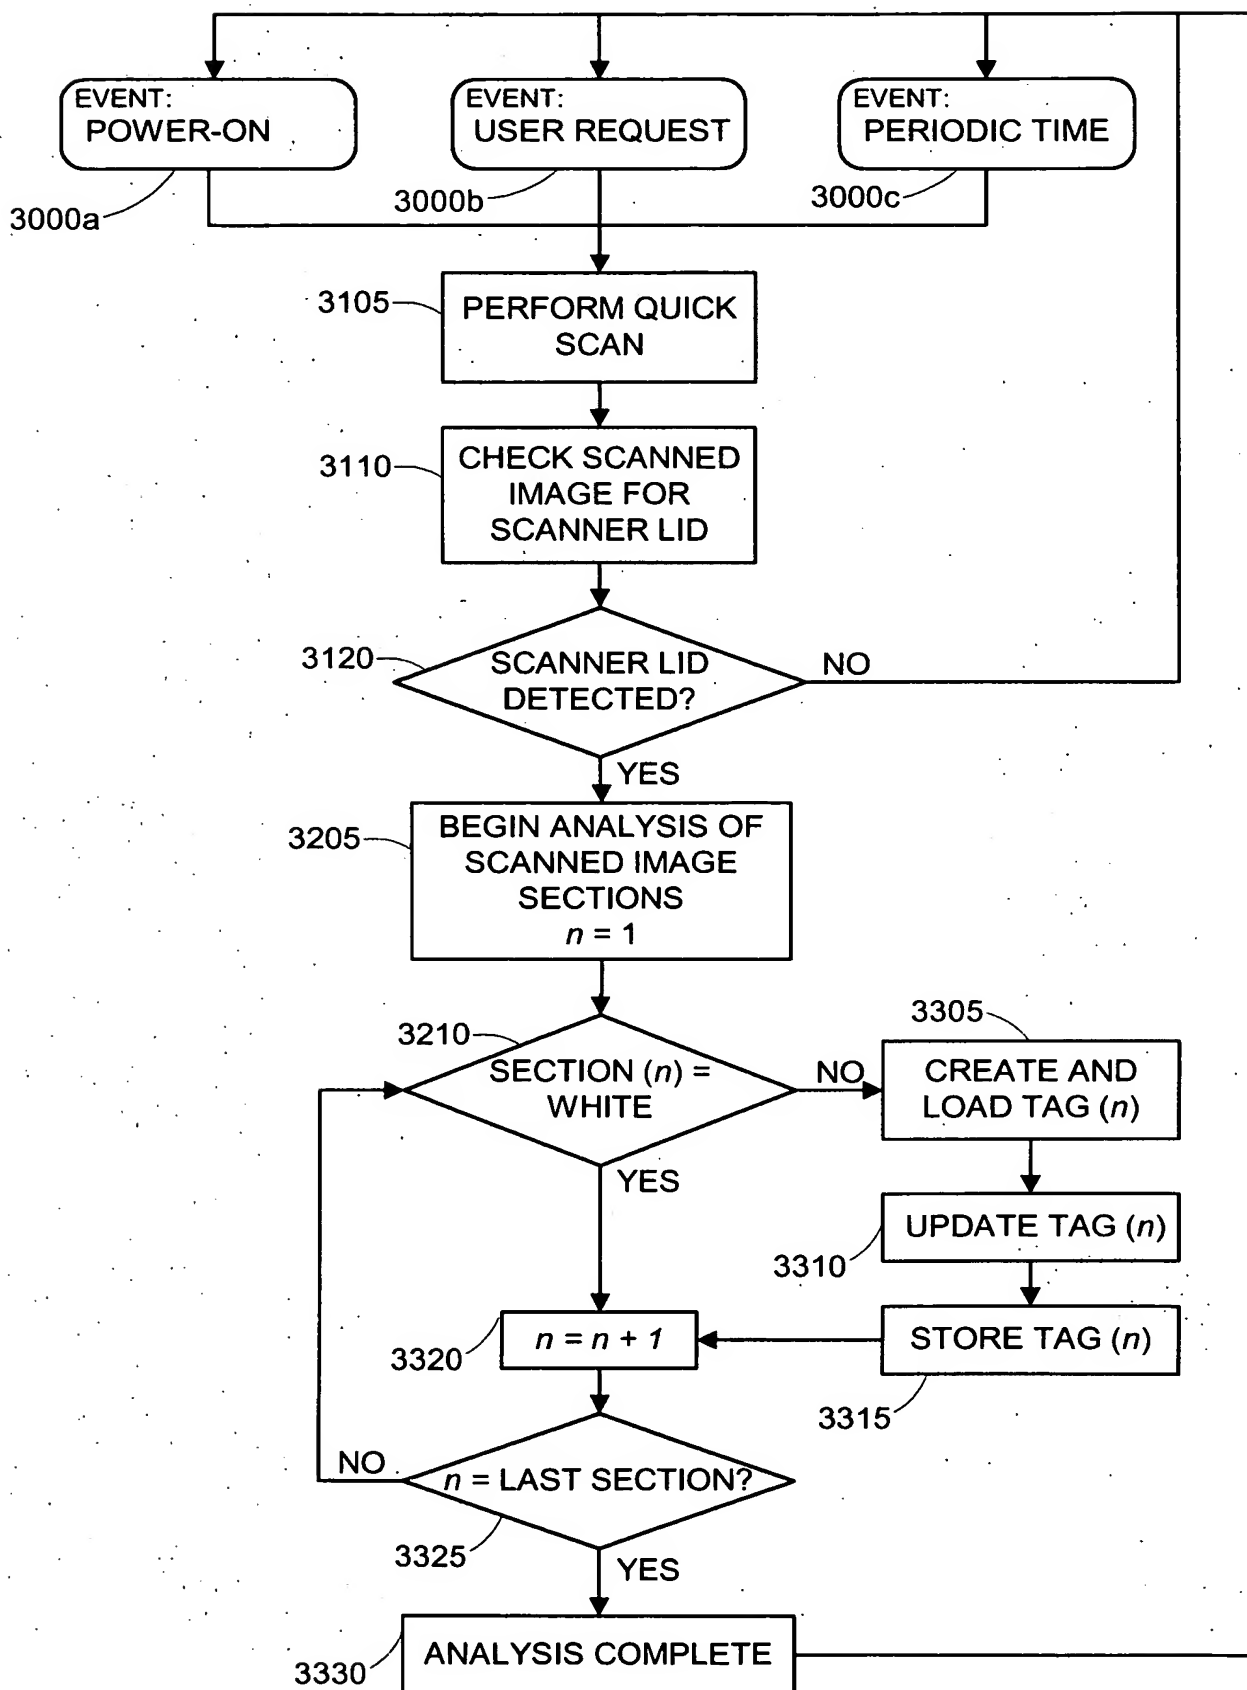 EVENT:
POWER-ON
EVENT:
USER REQUEST
EVENT:
PERIODIC TIME
3000a
3000b
3000c
3105
PERFORM QUICK
SCAN
3110
CHECK SCANNED
IMAGE FOR
SCANNER LID
3120
SCANNER LID
DETECTED?
NO
YES
3205
BEGIN ANALYSIS OF
SCANNED IMAGE
SECTIONS
n = 1
3210
SECTION (n) =
WHITE
NO
YES
3305
CREATE AND
LOAD TAG (n)
UPDATE TAG (n)
3310
STORE TAG (n)
3315
3320
n = n + 1
n = LAST SECTION?
NO
3325
YES
3330
ANALYSIS COMPLETE